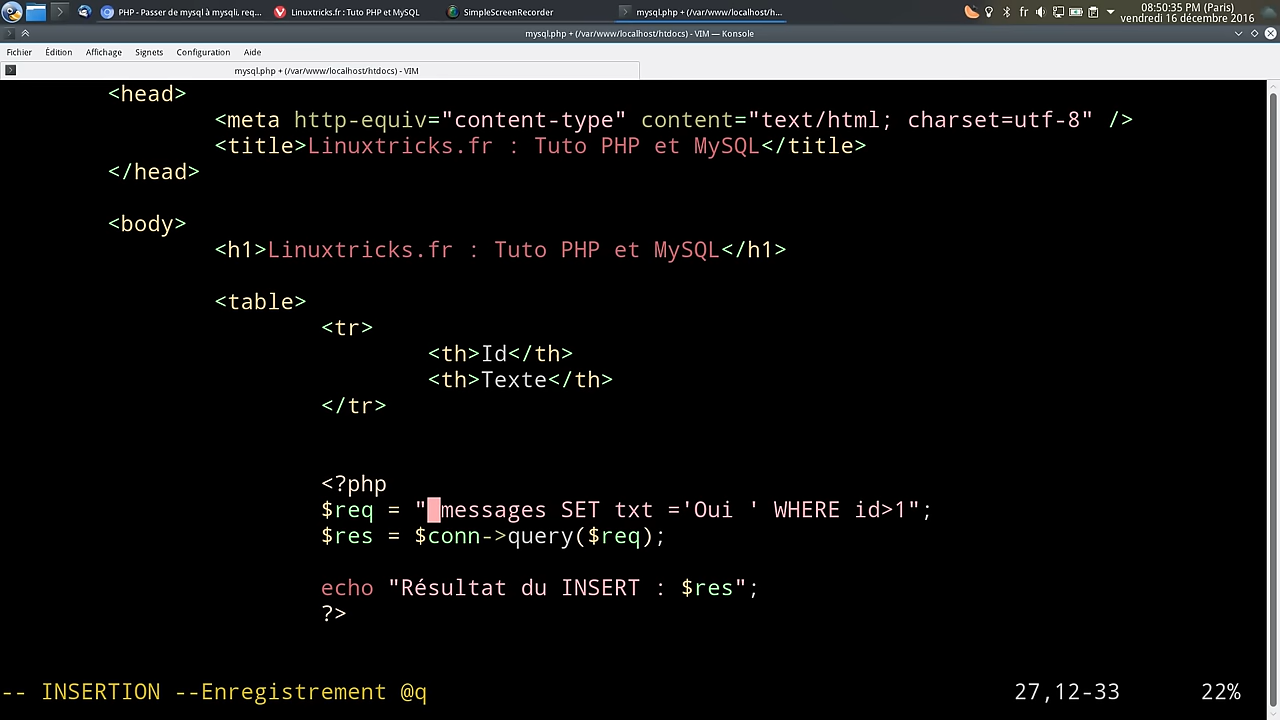 PHP - Passer de mysql à mysqli, req...
Linuxtricks.fr : Tuto PHP et MySQL
SimpleScreenRecorder
mysql.php + (/var/www/localhost/h...
fr
08:50:35 PM (Paris)
vendredi 16 décembre 2016
mysql.php + (/var/www/localhost/htdocs) - VIM — Konsole
Fichier Édition Affichage Signets Configuration Aide
mysql.php + (/var/www/localhost/htdocs) - VIM
<head>
<meta http-equiv="content-type" content="text/html; charset=utf-8" />
<title>Linuxtricks.fr : Tuto PHP et MySQL</title>
</head>
<body>
<h1>Linuxtricks.fr : Tuto PHP et MySQL</h1>
<table>
<tr>
<th>Id</th>
<th>Texte</th>
</tr>
<?php
$req = " messages SET txt ='Oui ' WHERE id>1";
$res = $conn->query($req);
echo "Résultat du INSERT : $res";
?>
-- INSERTION --Enregistrement @q 27,12-33 22%